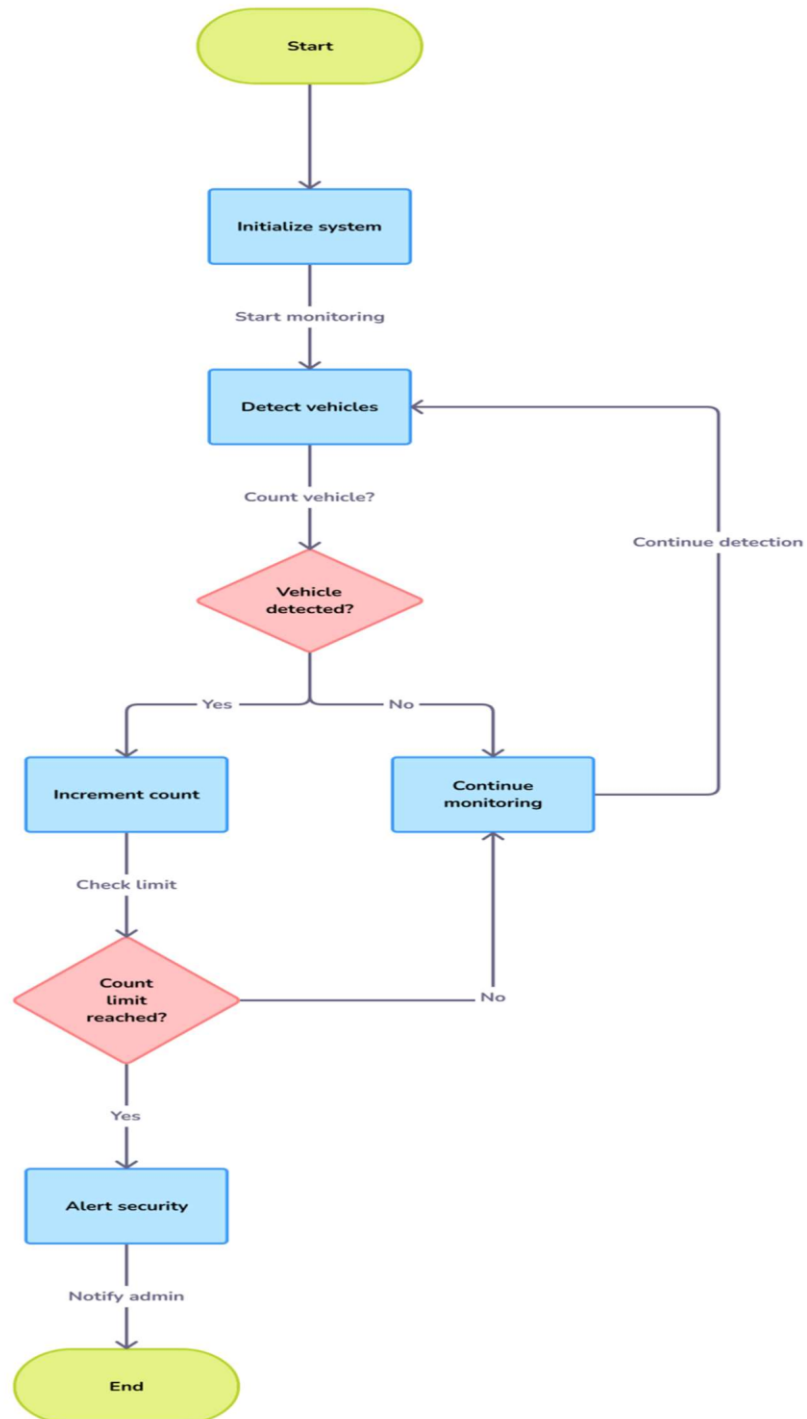 Start
Initialize system
Start monitoring
Detect vehicles
Count vehicle?
Continue detection
Vehicle
detected?
Yes
No
Increment count
Continue
monitoring
Check limit
Count
limit
reached?
No
Yes
Alert security
Notify admin
End